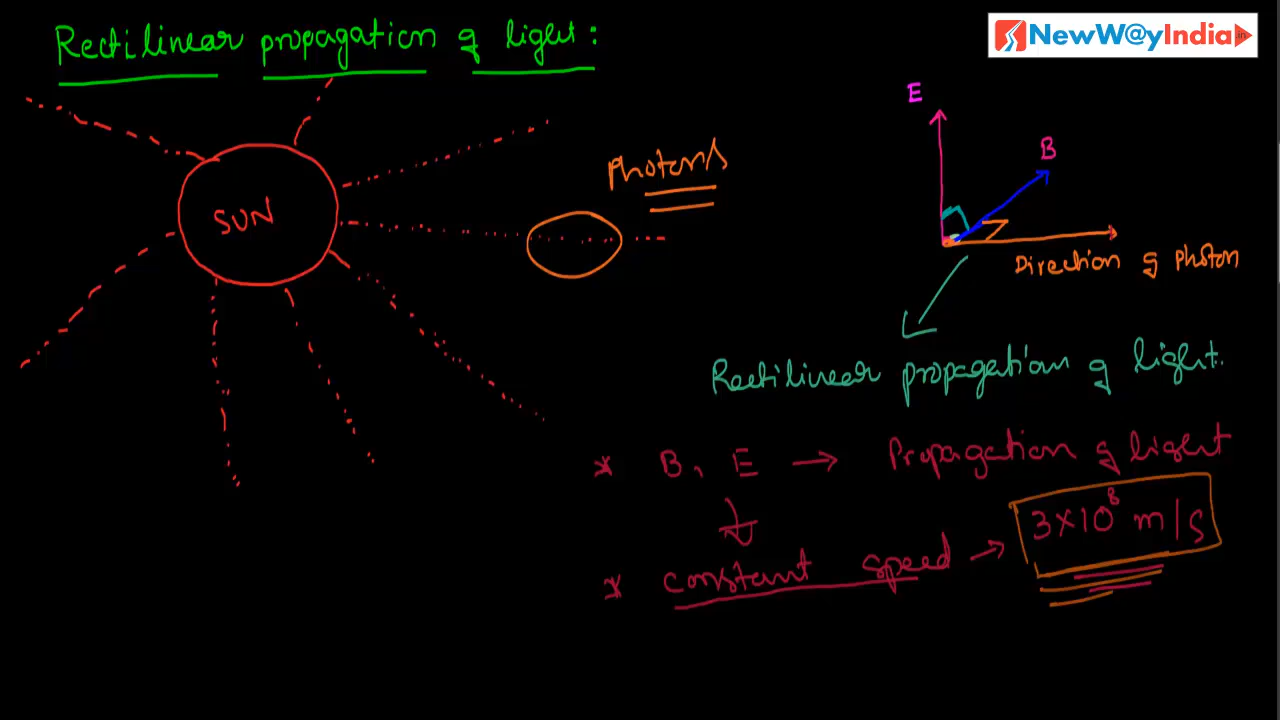 Rectilinear propagation of light:
NewW@yIndia.in
E
B
SUN
Photons
Direction of Photon
Rectilinear propagation of light.
* B, E → Propagation of light
* constant speed → 3×10⁸ m/s